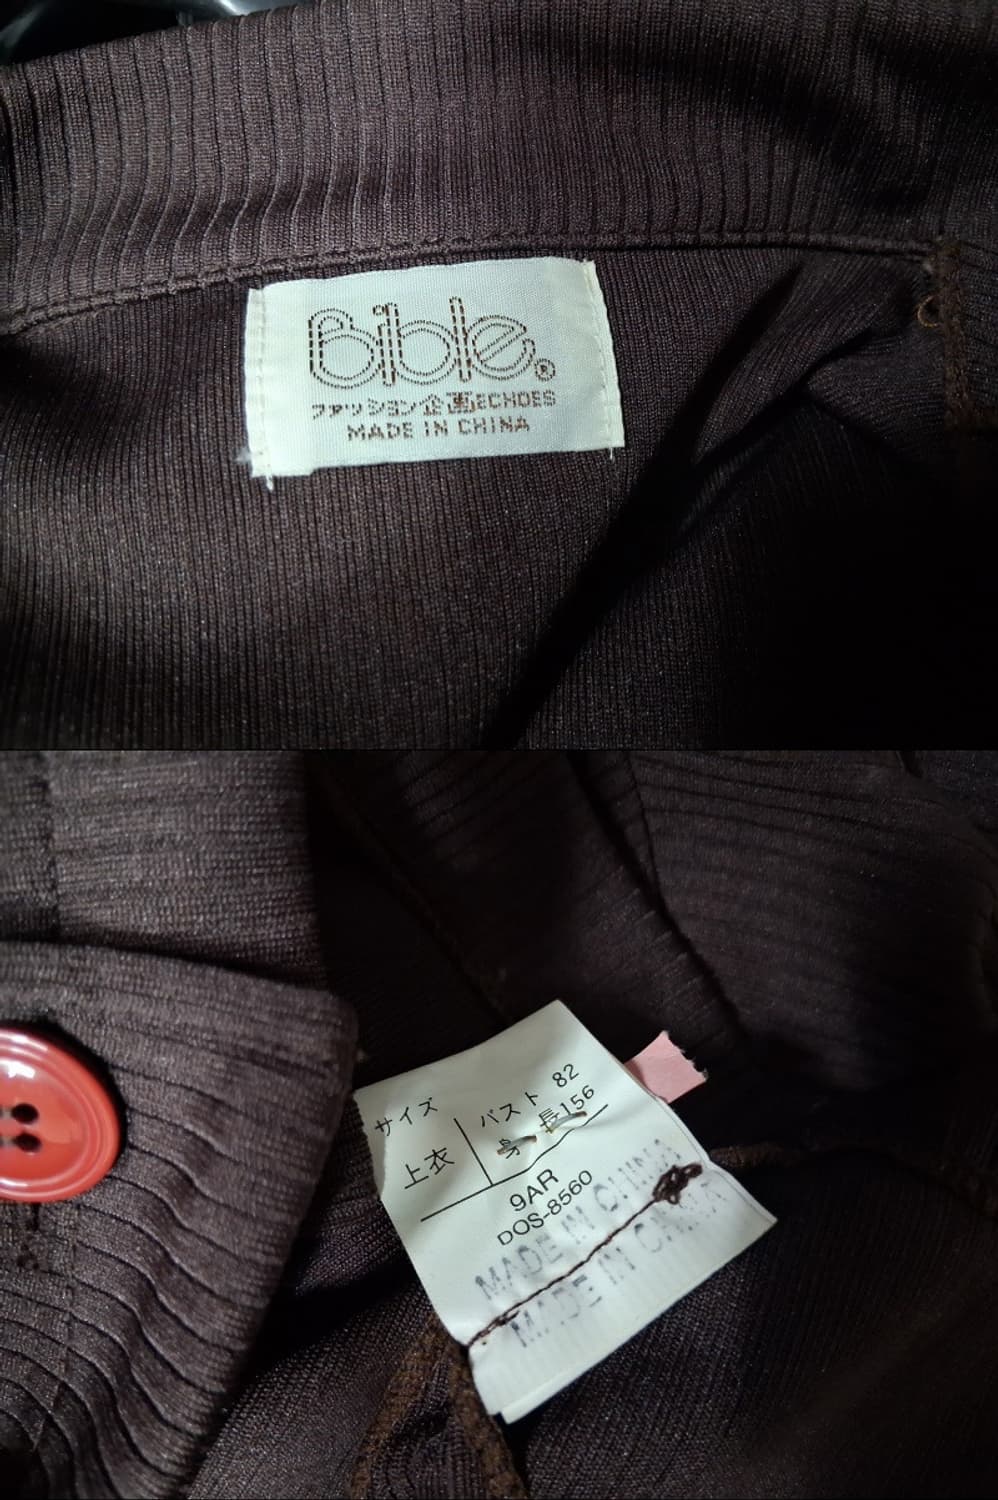 Bible®
ファッション企画ECHOES
MADE IN CHINA
サイズ
上衣
バスト 82
身長156
9AR
DOS-8560
MADE IN CHINA
MADE IN CHINA